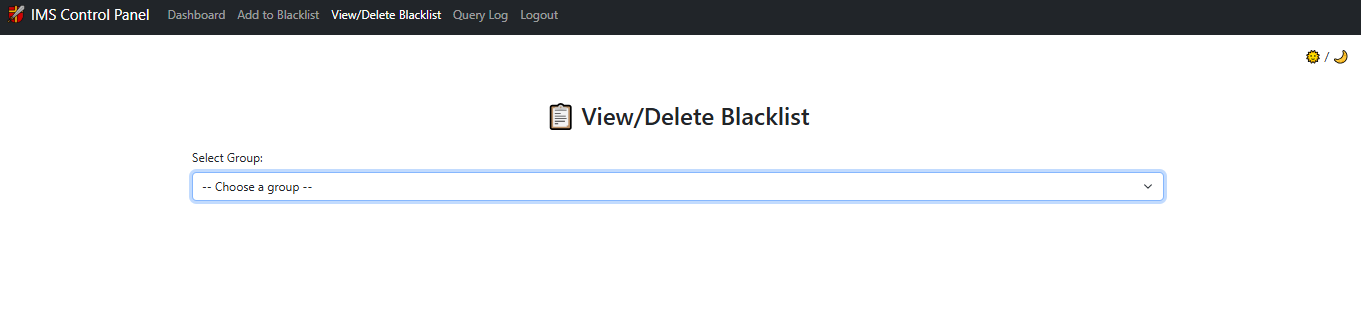 IMS Control Panel Dashboard Add to Blacklist View/Delete Blacklist Query Log Logout
🌞 / 🌙
📋 View/Delete Blacklist
Select Group:
-- Choose a group --